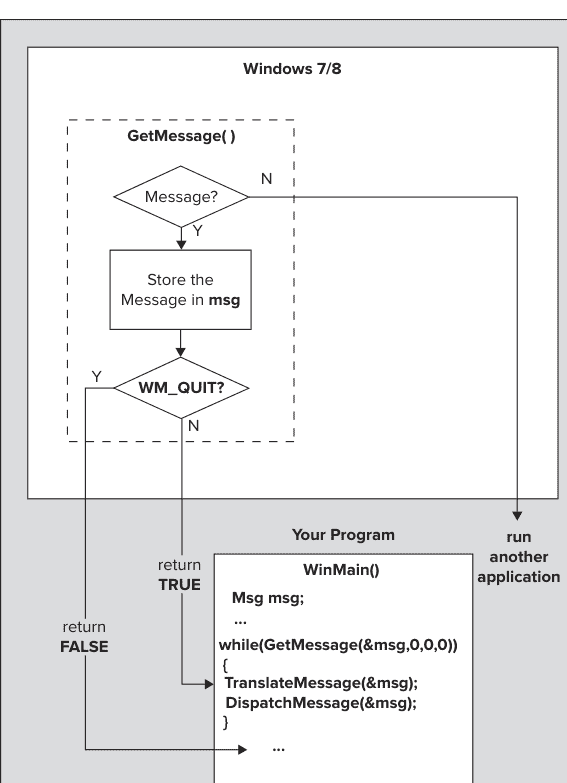 Windows 7/8
GetMessage( )
Message?
N
Y
Store the
Message in msg
WM_QUIT?
Y
N
run
another
application
Your Program
return
TRUE
return
FALSE
WinMain()
Msg msg;
...
while(GetMessage(&msg,0,0,0))
{
TranslateMessage(&msg);
DispatchMessage(&msg);
}
...